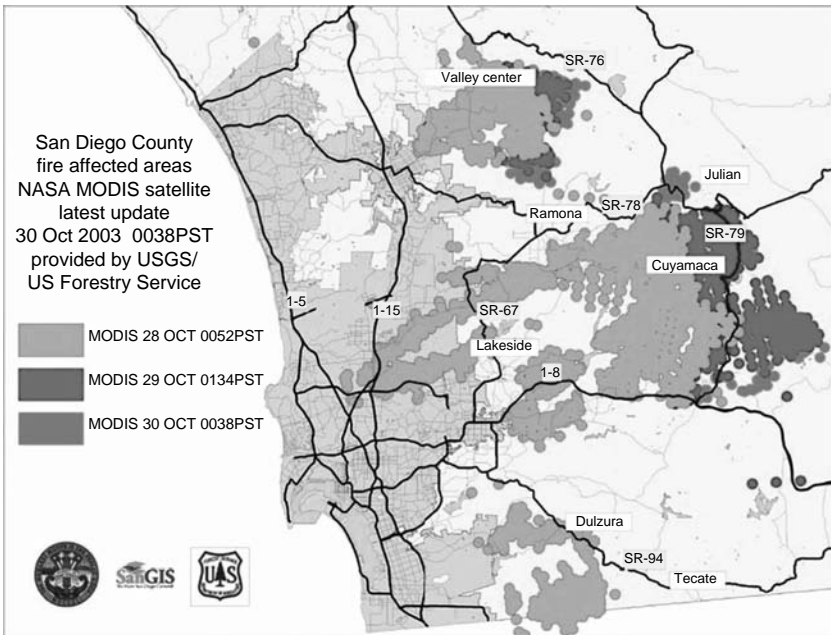 San Diego County
fire affected areas
NASA MODIS satellite
latest update
30 Oct 2003 0038PST
provided by USGS/
US Forestry Service
MODIS 28 OCT 0052PST
MODIS 29 OCT 0134PST
MODIS 30 OCT 0038PST
SR-76
Valley center
Julian
SR-78
Ramona
SR-79
Cuyamaca
1-5
1-15
SR-67
Lakeside
1-8
Dulzura
SR-94
Tecate
SanGIS
US